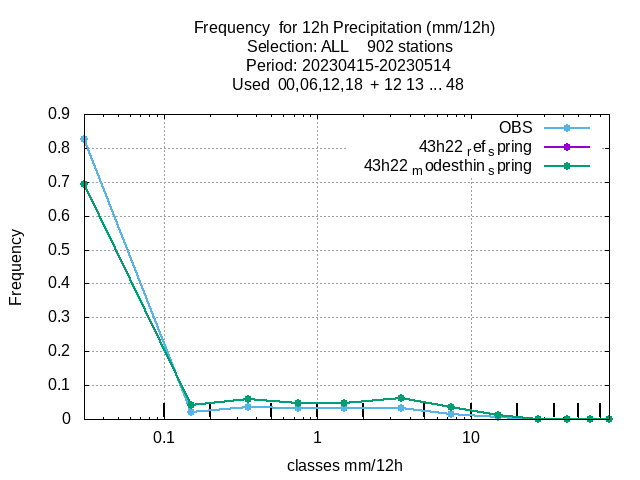 Frequency  for 12h Precipitation (mm/12h)
Selection: ALL    902 stations
Period: 20230415-20230514
Used  00,06,12,18  + 12 13 ... 48
OBS
43h22 ref spring
43h22 modesthin spring
0.9
0.8
0.7
0.6
0.5
0.4
0.3
0.2
0.1
0
Frequency
0.1 1 10
classes mm/12h